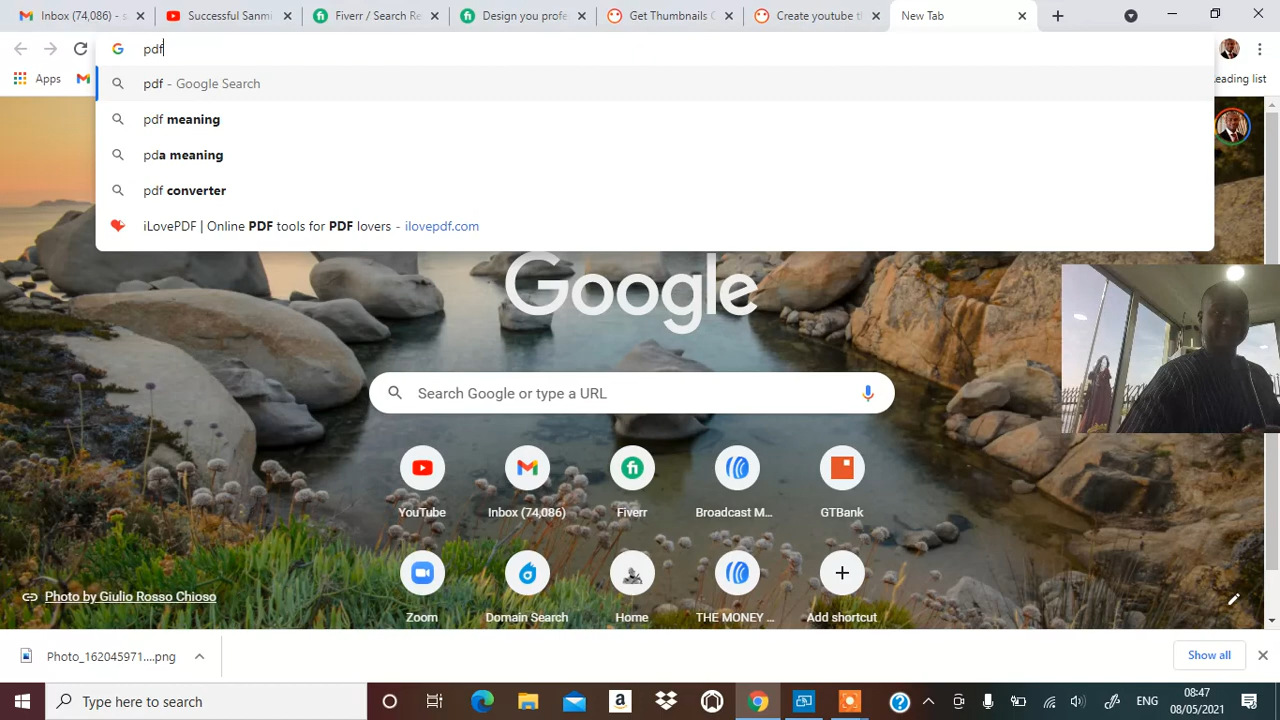 Inbox (74,086) - s
Successful Sanmi
Fiverr / Search Re
Design you profe
Get Thumbnails C
Create youtube t
New Tab
pdf
Apps
eading list
pdf - Google Search
pdf meaning
pda meaning
pdf converter
iLovePDF | Online PDF tools for PDF lovers - ilovepdf.com
Google
Search Google or type a URL
YouTube
Inbox (74,086)
Fiverr
Broadcast M...
GTBank
Zoom
Domain Search
Home
THE MONEY ...
Add shortcut
Photo by Giulio Rosso Chioso
Photo_162045971....png
Show all
Type here to search
ENG
08:47
08/05/2021